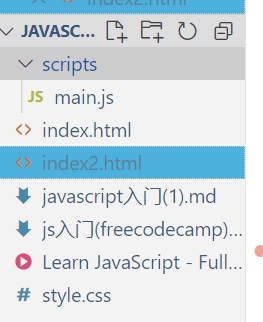 index2.html
JAVASC...
scripts
JS main.js
<> index.html
<> index2.html
javascript入门(1).md
js入门(freecodecamp)...
Learn JavaScript - Full...
# style.css